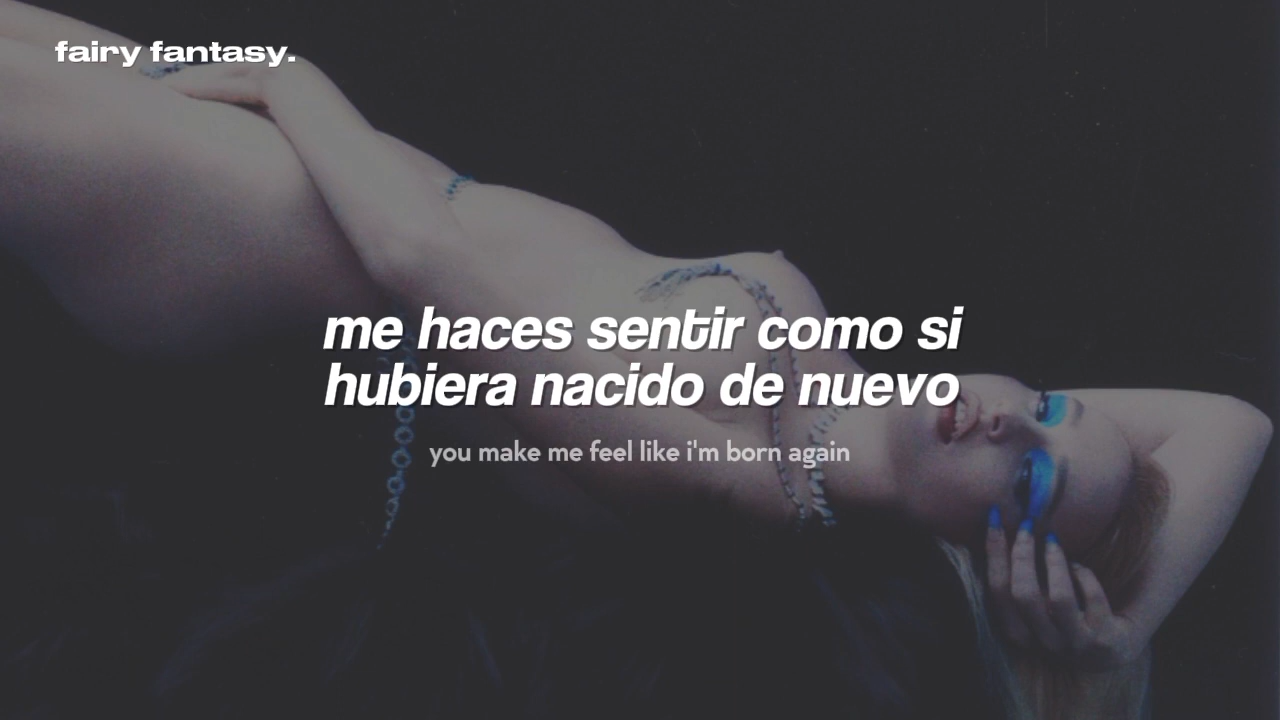 fairy fantasy.
me haces sentir como si
hubiera nacido de nuevo
you make me feel like i'm born again